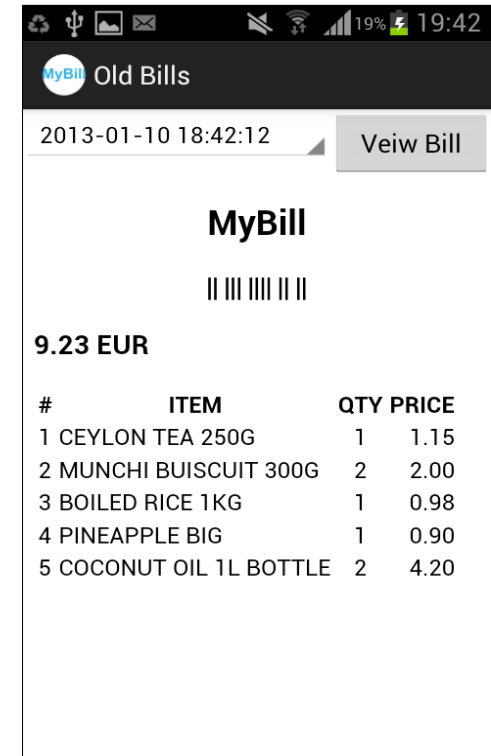 19% 19:42
MyBill Old Bills
2013-01-10 18:42:12 Veiw Bill
MyBill
9.23 EUR
# ITEM QTY PRICE
1 CEYLON TEA 250G 1 1.15
2 MUNCHI BUISCUIT 300G 2 2.00
3 BOILED RICE 1KG 1 0.98
4 PINEAPPLE BIG 1 0.90
5 COCONUT OIL 1L BOTTLE 2 4.20